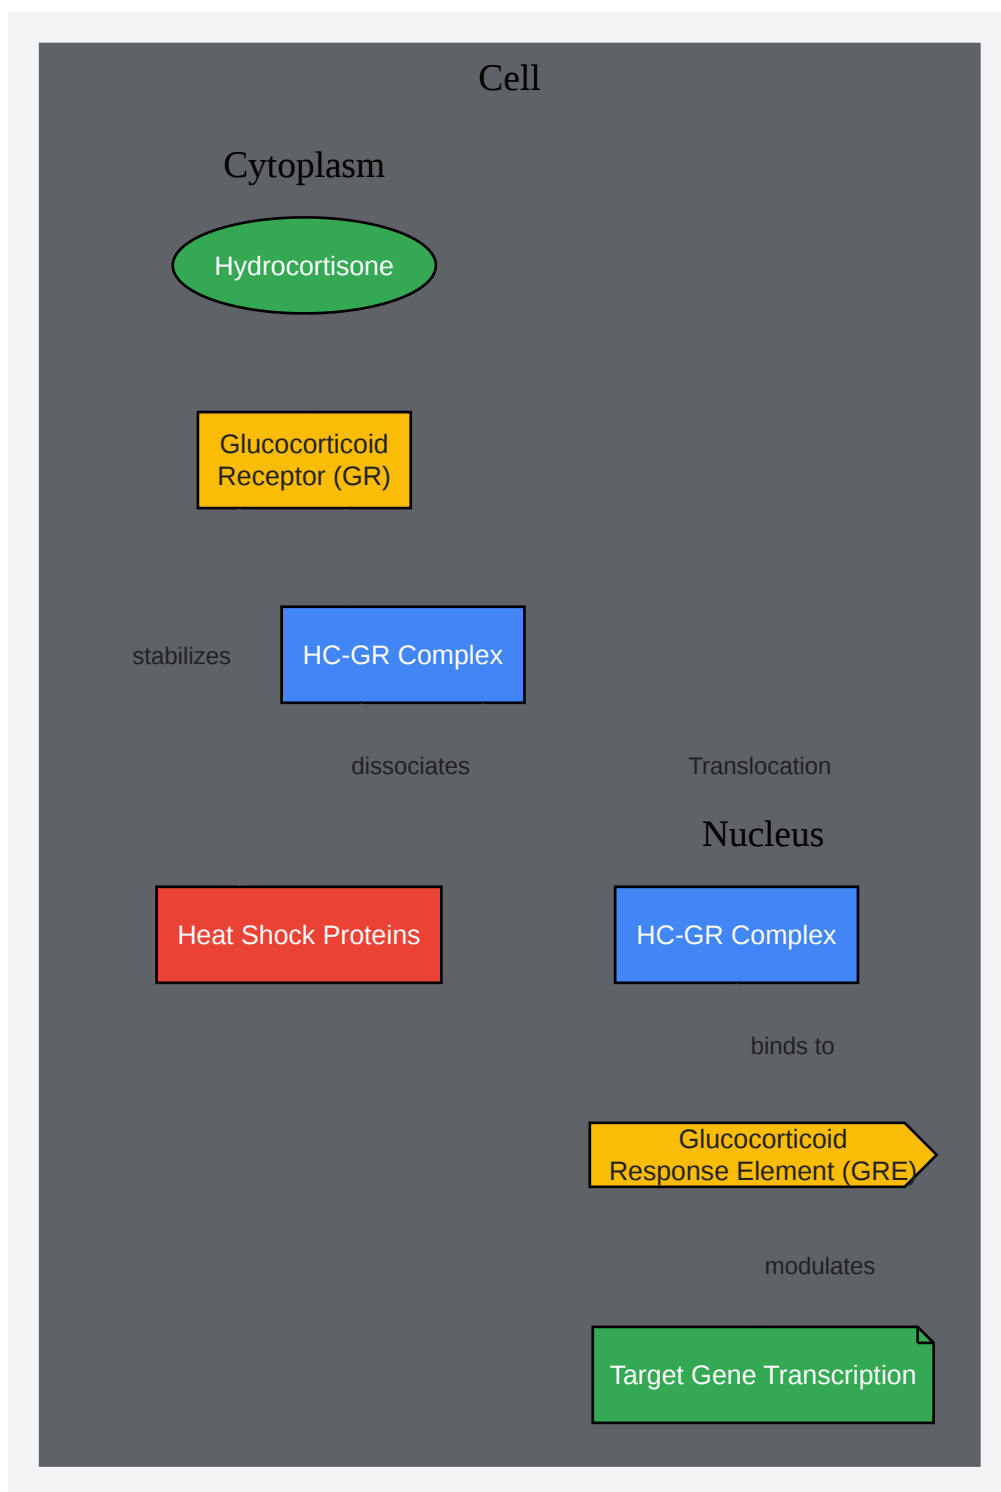 Cell
Cytoplasm
Hydrocortisone
Glucocorticoid
Receptor (GR)
stabilizes
HC-GR Complex
dissociates
Translocation
Nucleus
Heat Shock Proteins
HC-GR Complex
binds to
Glucocorticoid
Response Element (GRE)
modulates
Target Gene Transcription